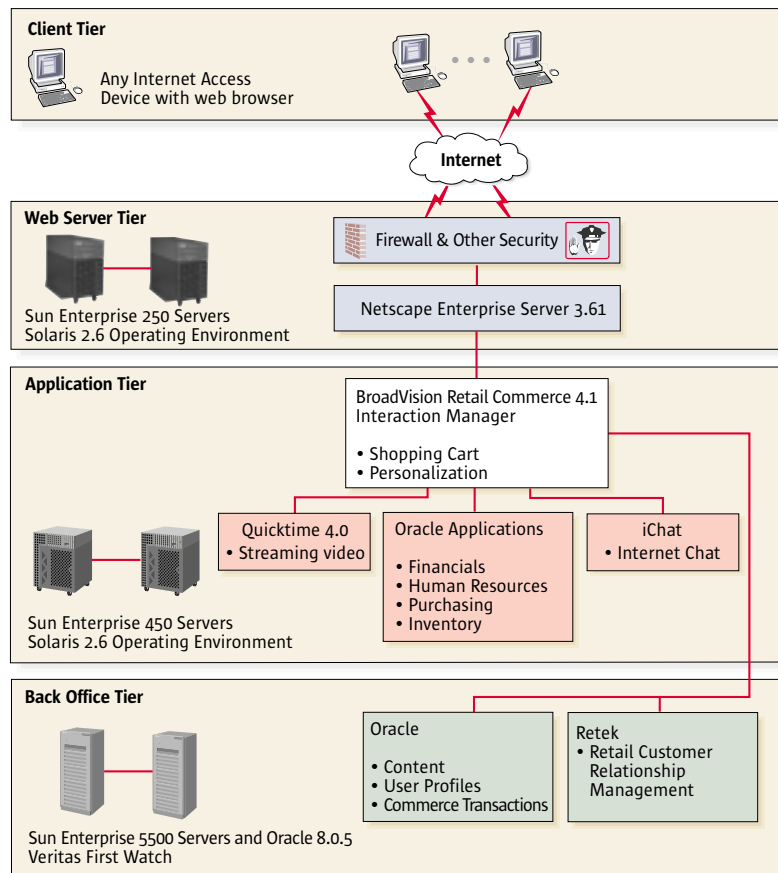 Client Tier
Any Internet Access
Device with web browser
Internet
Web Server Tier
Firewall & Other Security
Sun Enterprise 250 Servers
Solaris 2.6 Operating Environment
Netscape Enterprise Server 3.61
Application Tier
BroadVision Retail Commerce 4.1
Interaction Manager
• Shopping Cart
• Personalization
Quicktime 4.0
• Streaming video
Oracle Applications
• Financials
• Human Resources
• Purchasing
• Inventory
iChat
• Internet Chat
Sun Enterprise 450 Servers
Solaris 2.6 Operating Environment
Back Office Tier
Oracle
• Content
• User Profiles
• Commerce Transactions
Retek
• Retail Customer
Relationship
Management
Sun Enterprise 5500 Servers and Oracle 8.0.5
Veritas First Watch